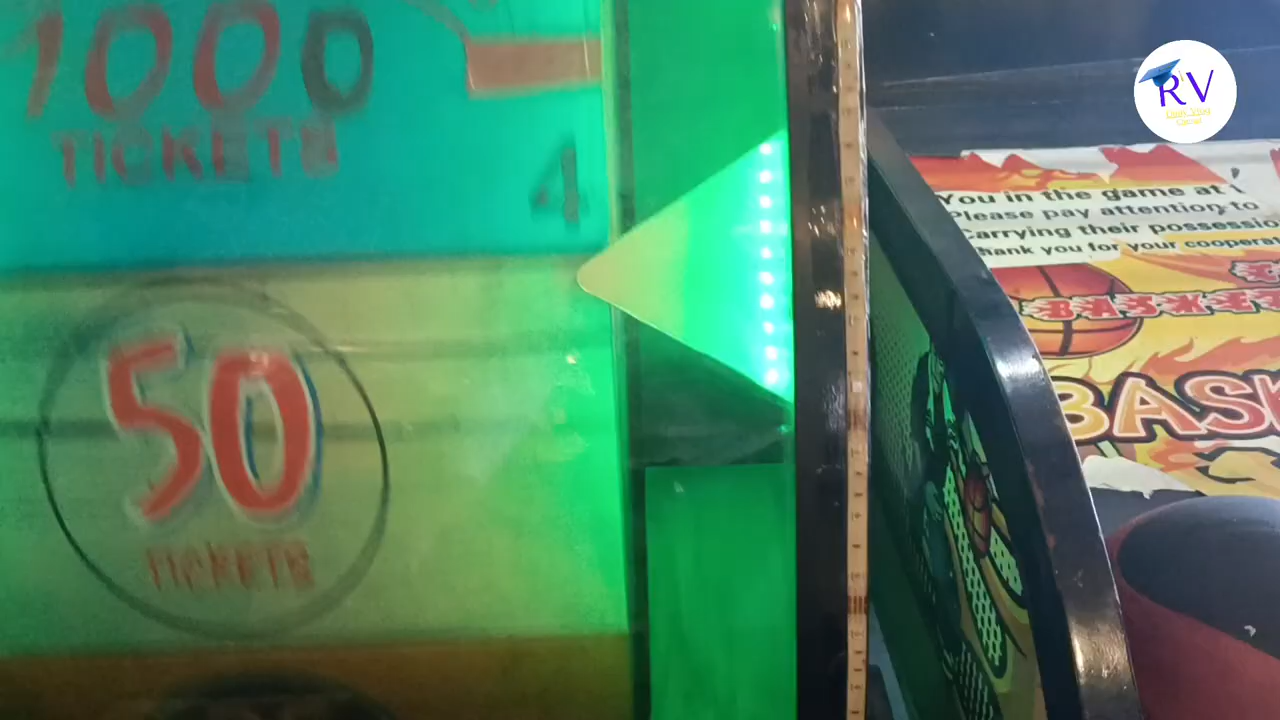 1000
TICKETS
4
50
TICKETS
RV
You in the game at
Please pay attention to
Carrying their possessio
hank you for your cooperat
BASKET
BASK